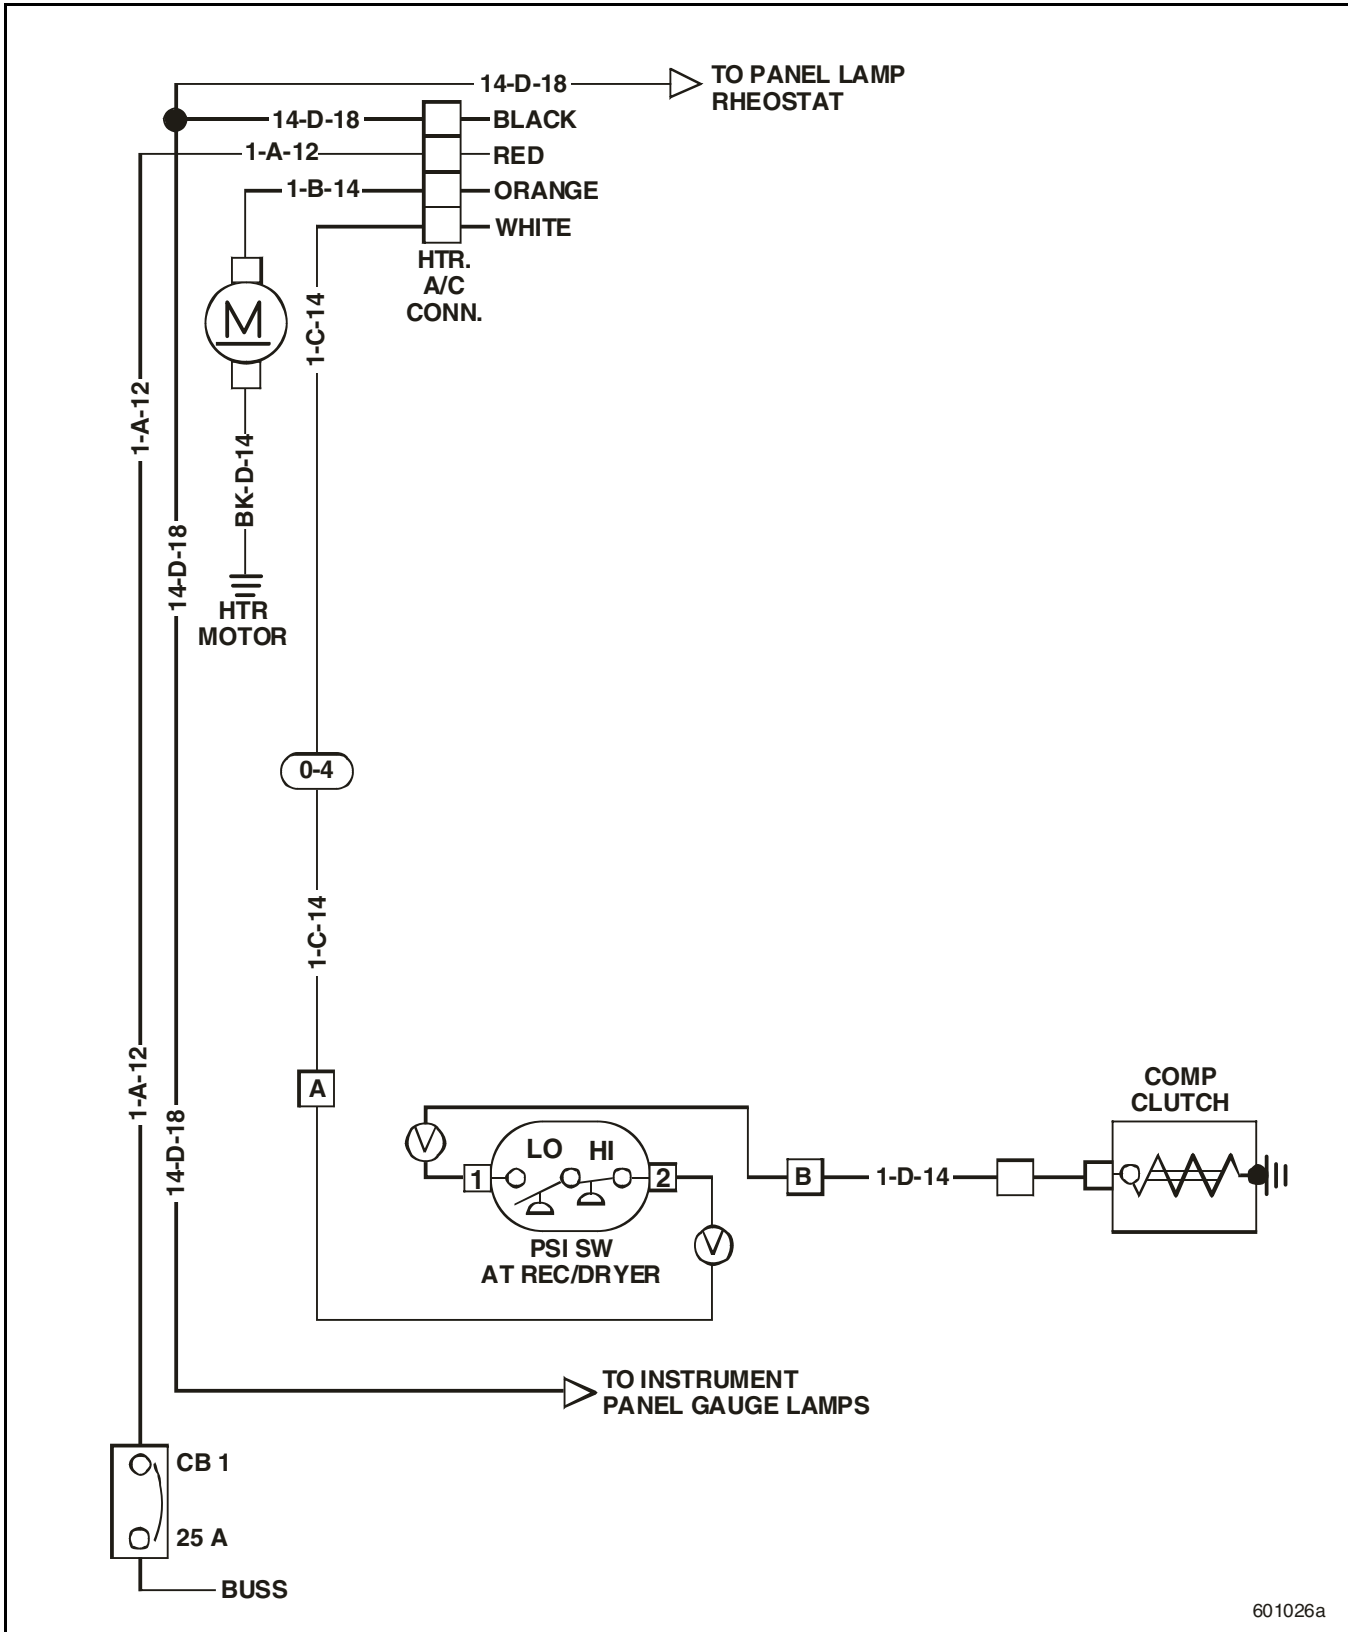 14-D-18
TO PANEL LAMP
RHEOSTAT
14-D-18
BLACK
1-A-12
RED
1-B-14
ORANGE
WHITE
HTR.
A/C
CONN.
M
1-C-14
1-A-12
BK-D-14
14-D-18
HTR
MOTOR
0-4
1-C-14
1-A-12
A
14-D-18
COMP
CLUTCH
V
LO HI
1
2
B
1-D-14
V
PSI SW
AT REC/DRYER
TO INSTRUMENT
PANEL GAUGE LAMPS
CB 1
25 A
BUSS
601026a